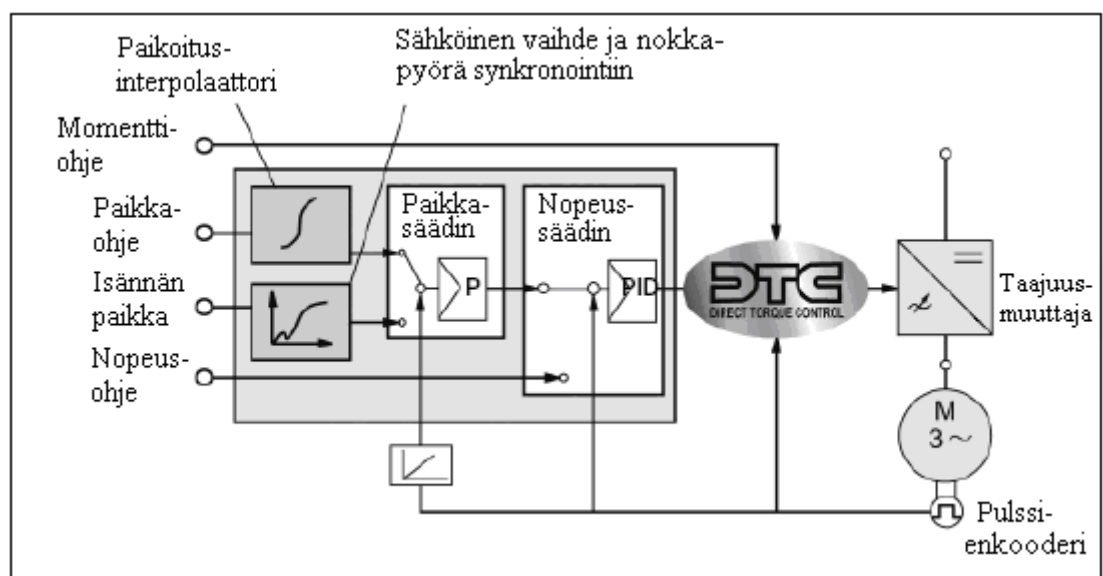 Paikoitus-
interpolaattori
Sähköinen vaihde ja nokka-
pyörä synkronointiin
Momentti-
ohje
Paikka-
ohje
Isännän
paikka
Nopeus-
ohje
Paikka-
säädin
P
Nopeus-
säädin
PID
DTC
DIRECT TORQUE CONTROL
Taajuus-
muuttaja
M
3~
Pulssi-
enkooderi